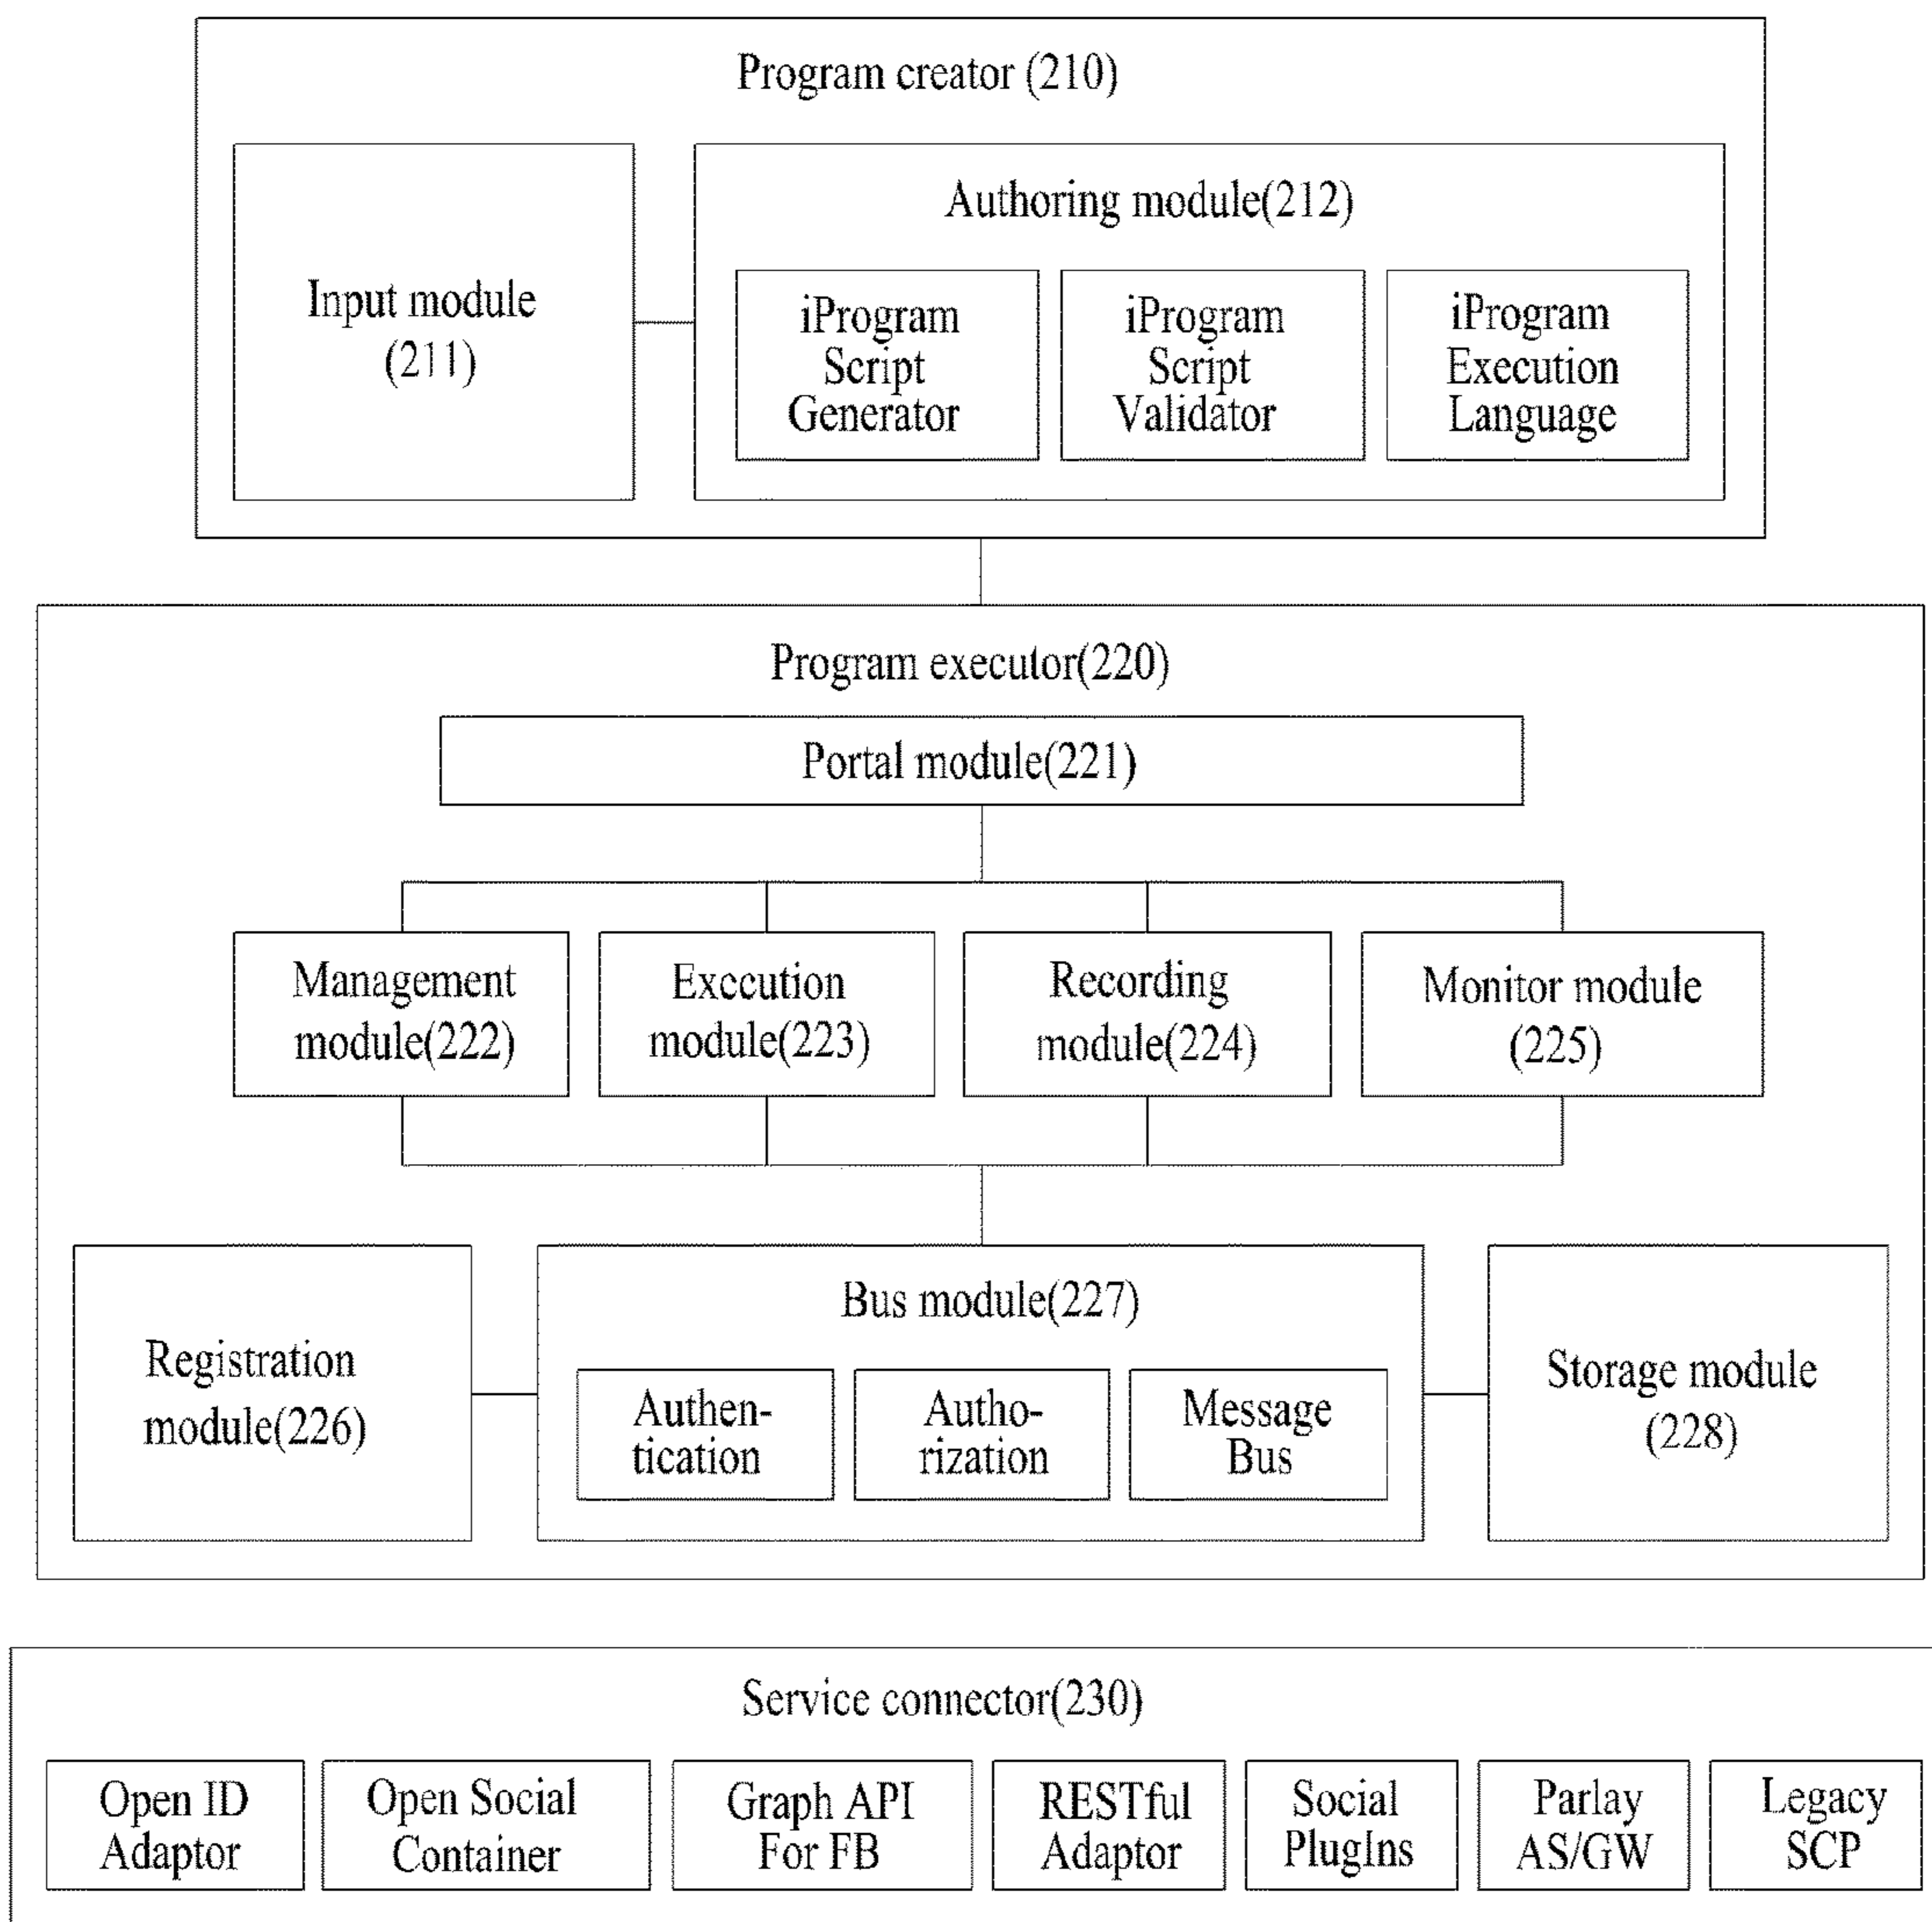 Program creator (210)
Input module
(211)
Authoring module(212)
iProgram
Script
Generator
iProgram
Script
Validator
iProgram
Execution
Language
Program executor(220)
Portal module(221)
Management
module(222)
Execution
module(223)
Recording
module(224)
Monitor module
(225)
Registration
module(226)
Bus module(227)
Authen-
tication
Autho-
rization
Message
Bus
Storage module
(228)
Service connector(230)
Open ID
Adaptor
Open Social
Container
Graph API
For FB
RESTful
Adaptor
Social
PlugIns
Parlay
AS/GW
Legacy
SCP